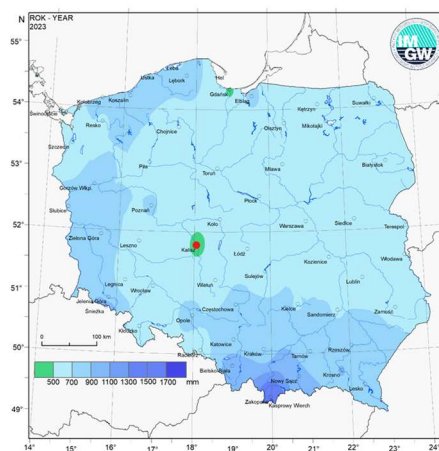 N
ROK - YEAR
2023
IM
GW
55°
Łeba
Hel
Ustka
Lębork
Gdańsk
Kołobrzeg
Koszalin
Elbląg
Suwałki
54°
Kętrzyn
Świnoujście
Resko
Chojnice
Olsztyn
Mikołajki
Szczecin
53°
Piła
Toruń
Mława
Białystok
Gorzów Wlkp.
Płock
Słubice
Poznań
Koło
Warszawa
Siedlce
Terespol
52°
Zielona Góra
Leszno
Kalisz
Łódź
Kozienice
Włodawa
Sulejów
Legnica
Wrocław
Wieluń
Lublin
51°
Jelenia Góra
Śnieżka
Kłodzko
Opole
Częstochowa
Kielce
Sandomierz
Zamość
0
100 km
50°
Racibórz
Katowice
Kraków
Tarnów
Rzeszów
500 700 900 1100 1300 1500 1700 mm
Bielsko-Biała
Nowy Sącz
Krosno
Lesko
49°
Zakopane
Kasprowy Wierch
14° 15° 16° 17° 18° 19° 20° 21° 22° 23° 24°